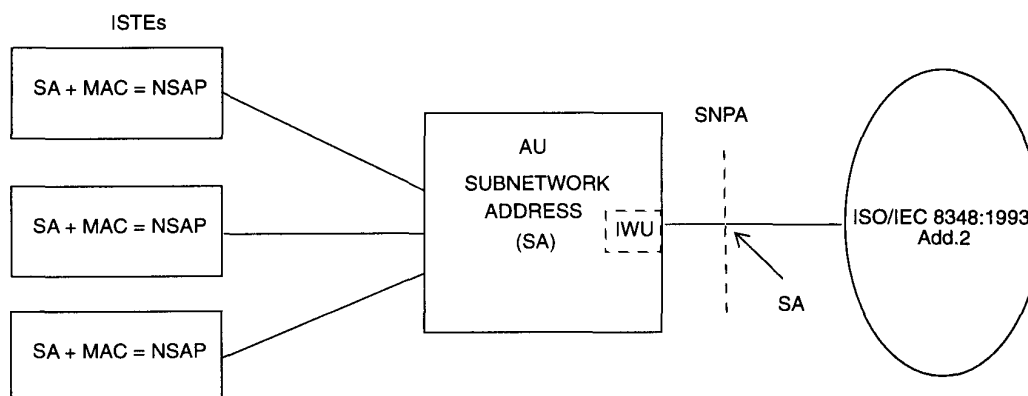 ISTEs
SA + MAC = NSAP
SA + MAC = NSAP
SA + MAC = NSAP
AU
SUBNETWORK
ADDRESS
(SA)
IWU
SNPA
SA
ISO/IEC 8348:1993
Add.2